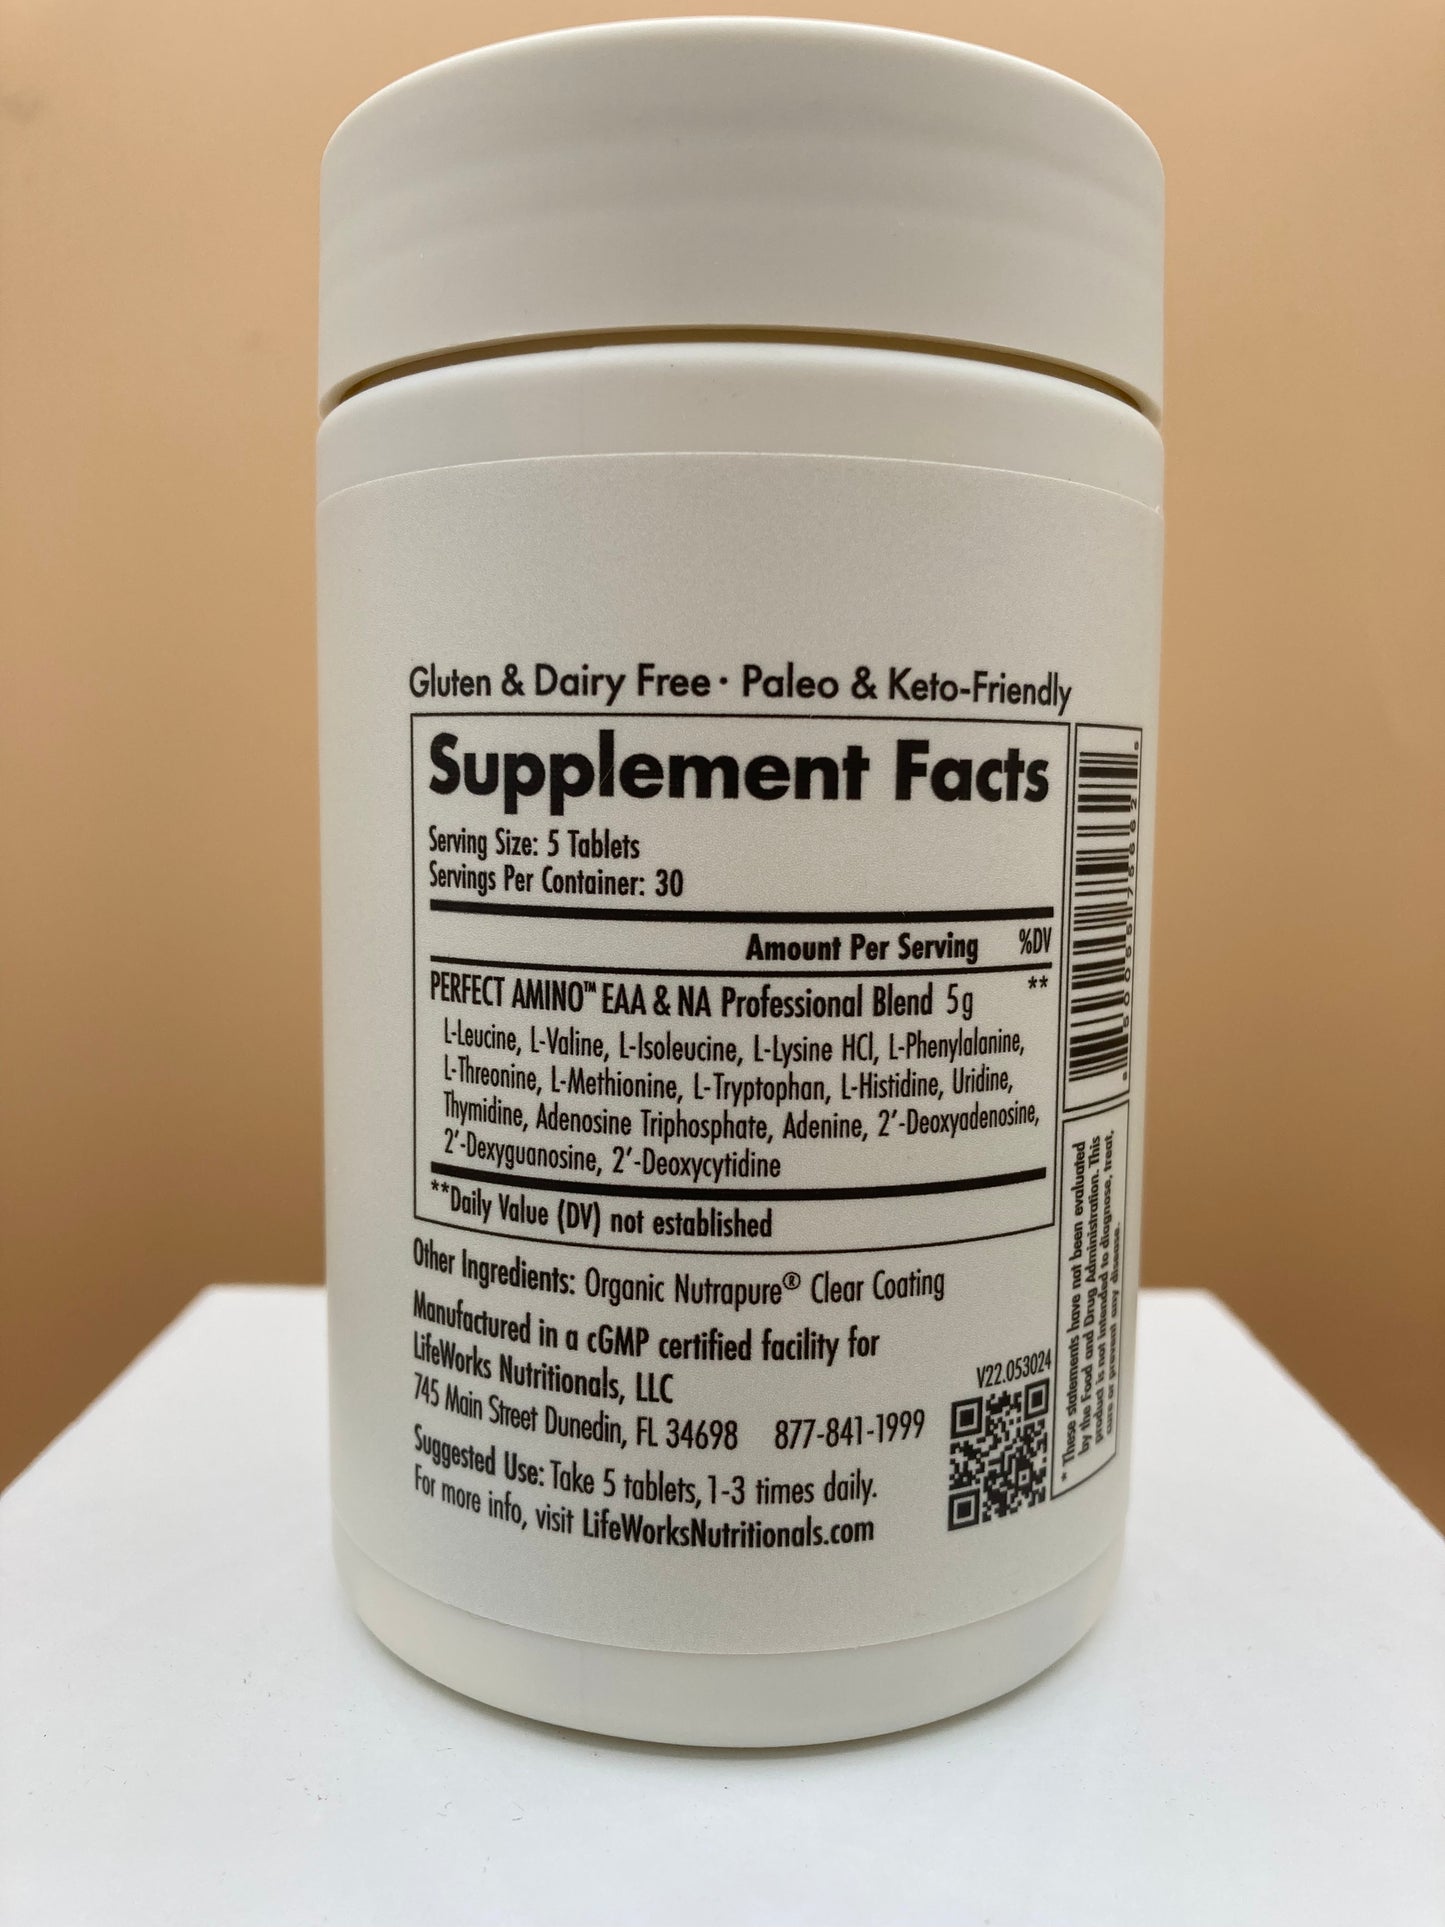 Gluten & Dairy Free · Paleo & Keto-Friendly
Supplement Facts
Serving Size: 5 Tablets
Servings Per Container: 30
Amount Per Serving %DV
PERFECT AMINO™ EAA & NA Professional Blend 5g **
L-Leucine, L-Valine, L-Isoleucine, L-Lysine HCl, L-Phenylalanine,
L-Threonine, L-Methionine, L-Tryptophan, L-Histidine, Uridine,
Thymidine, Adenosine Triphosphate, Adenine, 2’-Deoxyadenosine,
2’-Dexyguanosine, 2’-Deoxycytidine
**Daily Value (DV) not established
Other Ingredients: Organic Nutrapure® Clear Coating
Manufactured in a cGMP certified facility for
LifeWorks Nutritionals, LLC
745 Main Street Dunedin, FL 34698 877-841-1999
Suggested Use: Take 5 tablets, 1-3 times daily.
For more info, visit LifeWorksNutritionals.com
V22.053024
* These statements have not been evaluated
by the Food and Drug Administration. This
product is not intended to diagnose, treat,
cure or prevent any disease.